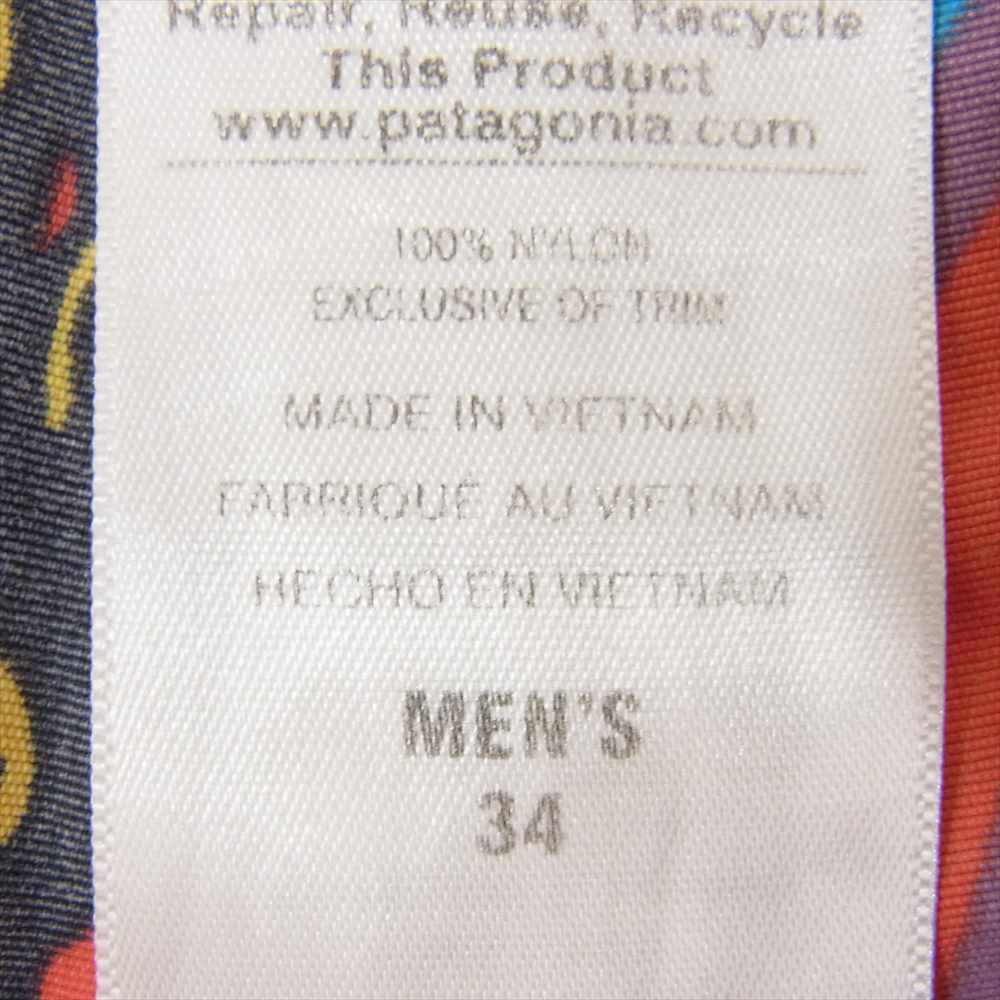 Repair, Reuse, Recycle
This Product
www.patagonia.com
100% NYLON
EXCLUSIVE OF TRIM
MADE IN VIETNAM
FABRIQUÉ AU VIETNAM
HECHO EN VIETNAM
MEN'S
34